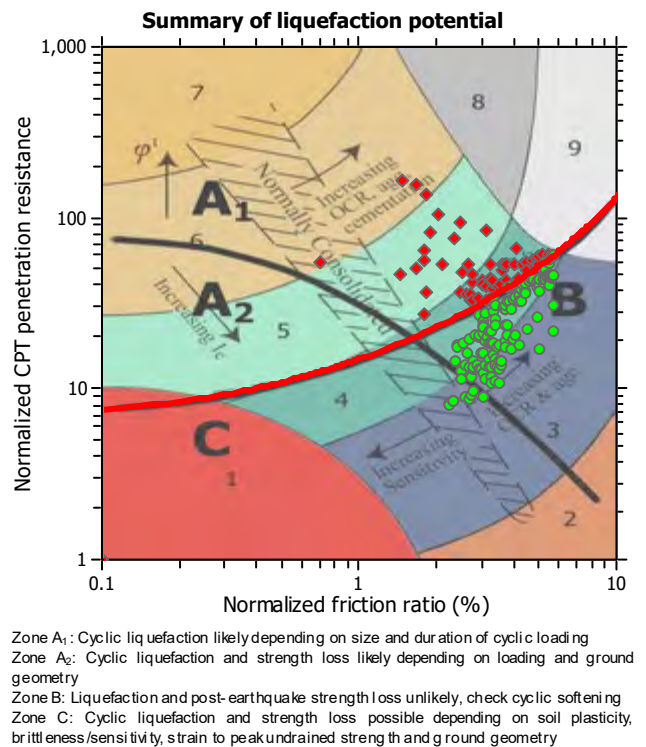 Summary of liquefaction potential
1,000
100
10
1
0.1
1
10
Normalized CPT penetration resistance
Normalized friction ratio (%)
7
8
9
φ'
Increasing
OCR, age,
cementation
A1
Normally Consolidated
6
A2
Increasing Ic
5
B
4
Increasing
OCR & age
C
Increasing
Sensitivity
3
1
2
Zone A1: Cyclic liquefaction likely depending on size and duration of cyclic loading
Zone A2: Cyclic liquefaction and strength loss likely depending on loading and ground
geometry
Zone B: Liquefaction and post-earthquake strength loss unlikely, check cyclic softening
Zone C: Cyclic liquefaction and strength loss possible depending on soil plasticity,
brittleness/sensitivity, strain to peak undrained strength and ground geometry